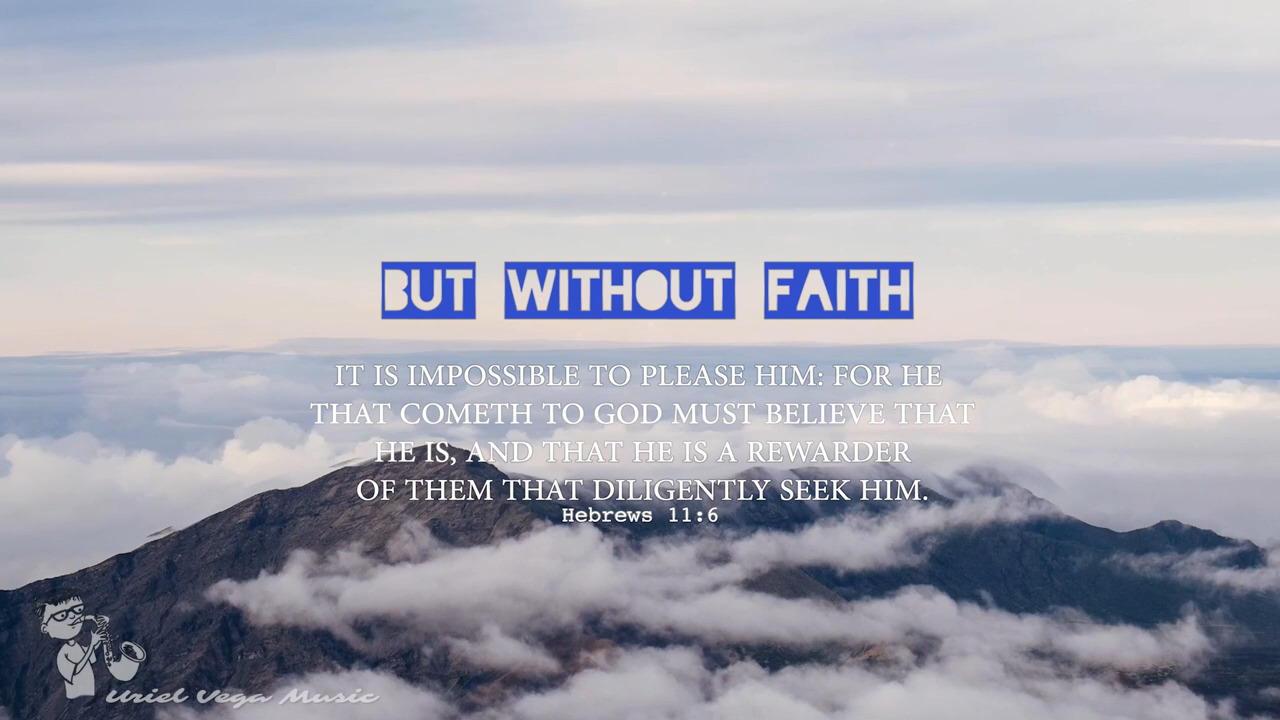 BUT WITHOUT FAITH
IT IS IMPOSSIBLE TO PLEASE HIM: FOR HE
THAT COMETH TO GOD MUST BELIEVE THAT
HE IS, AND THAT HE IS A REWARDER
OF THEM THAT DILIGENTLY SEEK HIM.
Hebrews 11:6
Uriel Vega Music